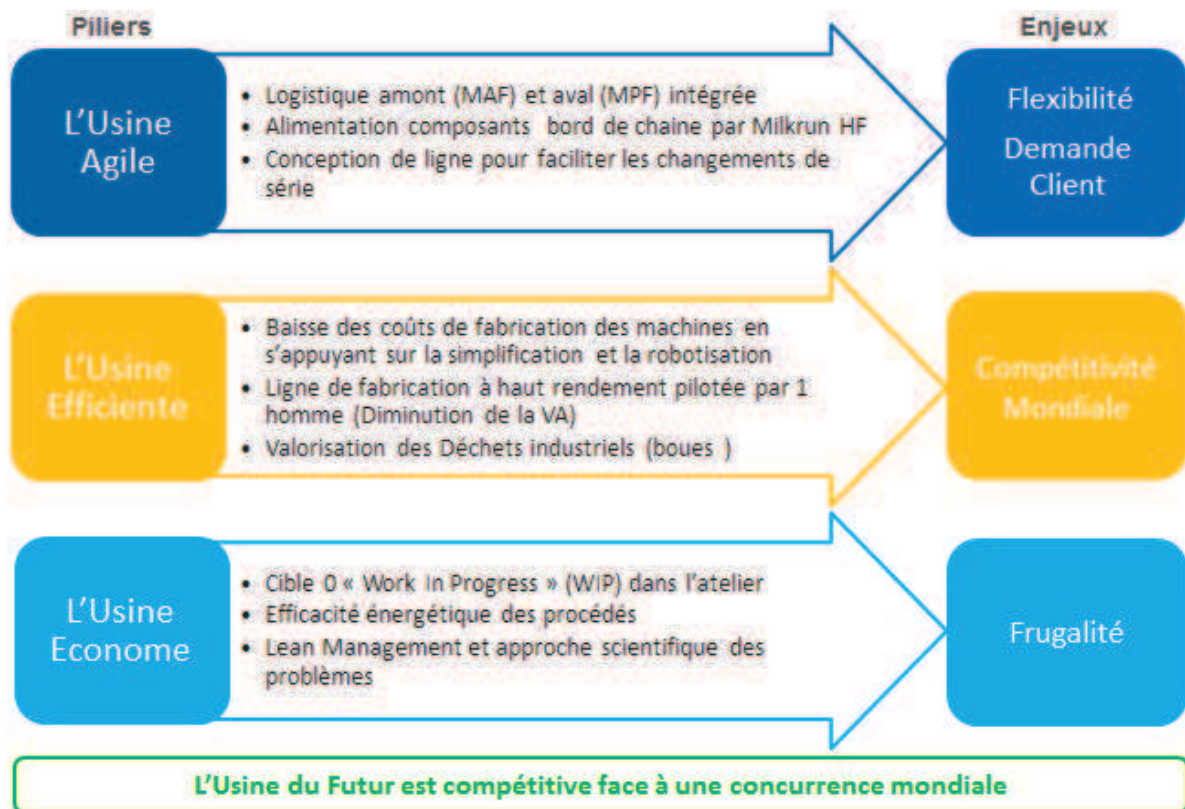 Piliers
Enjeux
L'Usine
Agile
• Logistique amont (MAF) et aval (MPF) intégrée
• Alimentation composants bord de chaine par Milkrun HF
• Conception de ligne pour faciliter les changements de
série
Flexibilité
Demande
Client
L'Usine
Efficiente
• Baisse des coûts de fabrication des machines en
s'appuyant sur la simplification et la robotisation
• Ligne de fabrication à haut rendement pilotée par 1
homme (Diminution de la VA)
• Valorisation des Déchets industriels (boues )
Compétitivité
Mondiale
L'Usine
Econome
• Cible 0 « Work In Progress » (WIP) dans l'atelier
• Efficacité énergétique des procédés
• Lean Management et approche scientifique des
problèmes
Frugalité
L'Usine du Futur est compétitive face à une concurrence mondiale